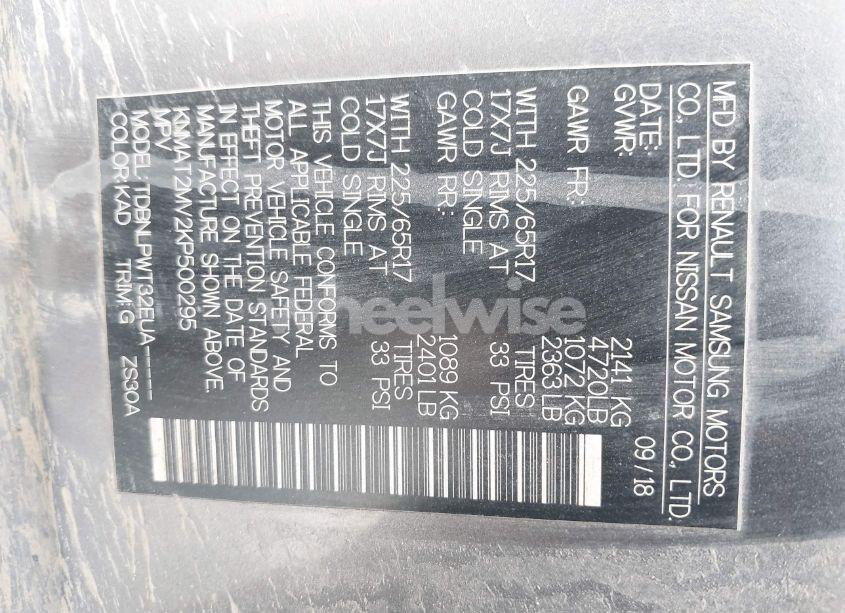 MFD BY RENAULT SAMSUNG MOTORS
CO., LTD. FOR NISSAN MOTOR CO., LTD.
DATE: 09/18
GVWR: 2141 KG
4720LB
GAWR FR: 1072 KG
2363 LB
WITH 225/65R17 TIRES
17X7J RIMS AT 33 PSI
COLD SINGLE
GAWR RR: 1089 KG
2401 LB
WITH 225/65R17 TIRES
17X7J RIMS AT 33 PSI
COLD SINGLE
THIS VEHICLE CONFORMS TO
ALL APPLICABLE FEDERAL
MOTOR VEHICLE SAFETY AND
THEFT PREVENTION STANDARDS
IN EFFECT ON THE DATE OF
MANUFACTURE SHOWN ABOVE.
KNMAT2MV2KP500295
MPV
MODEL: TDBNLPWT32EUA-----
COLOR:KAD TRIM: G ZS30A
heelwise